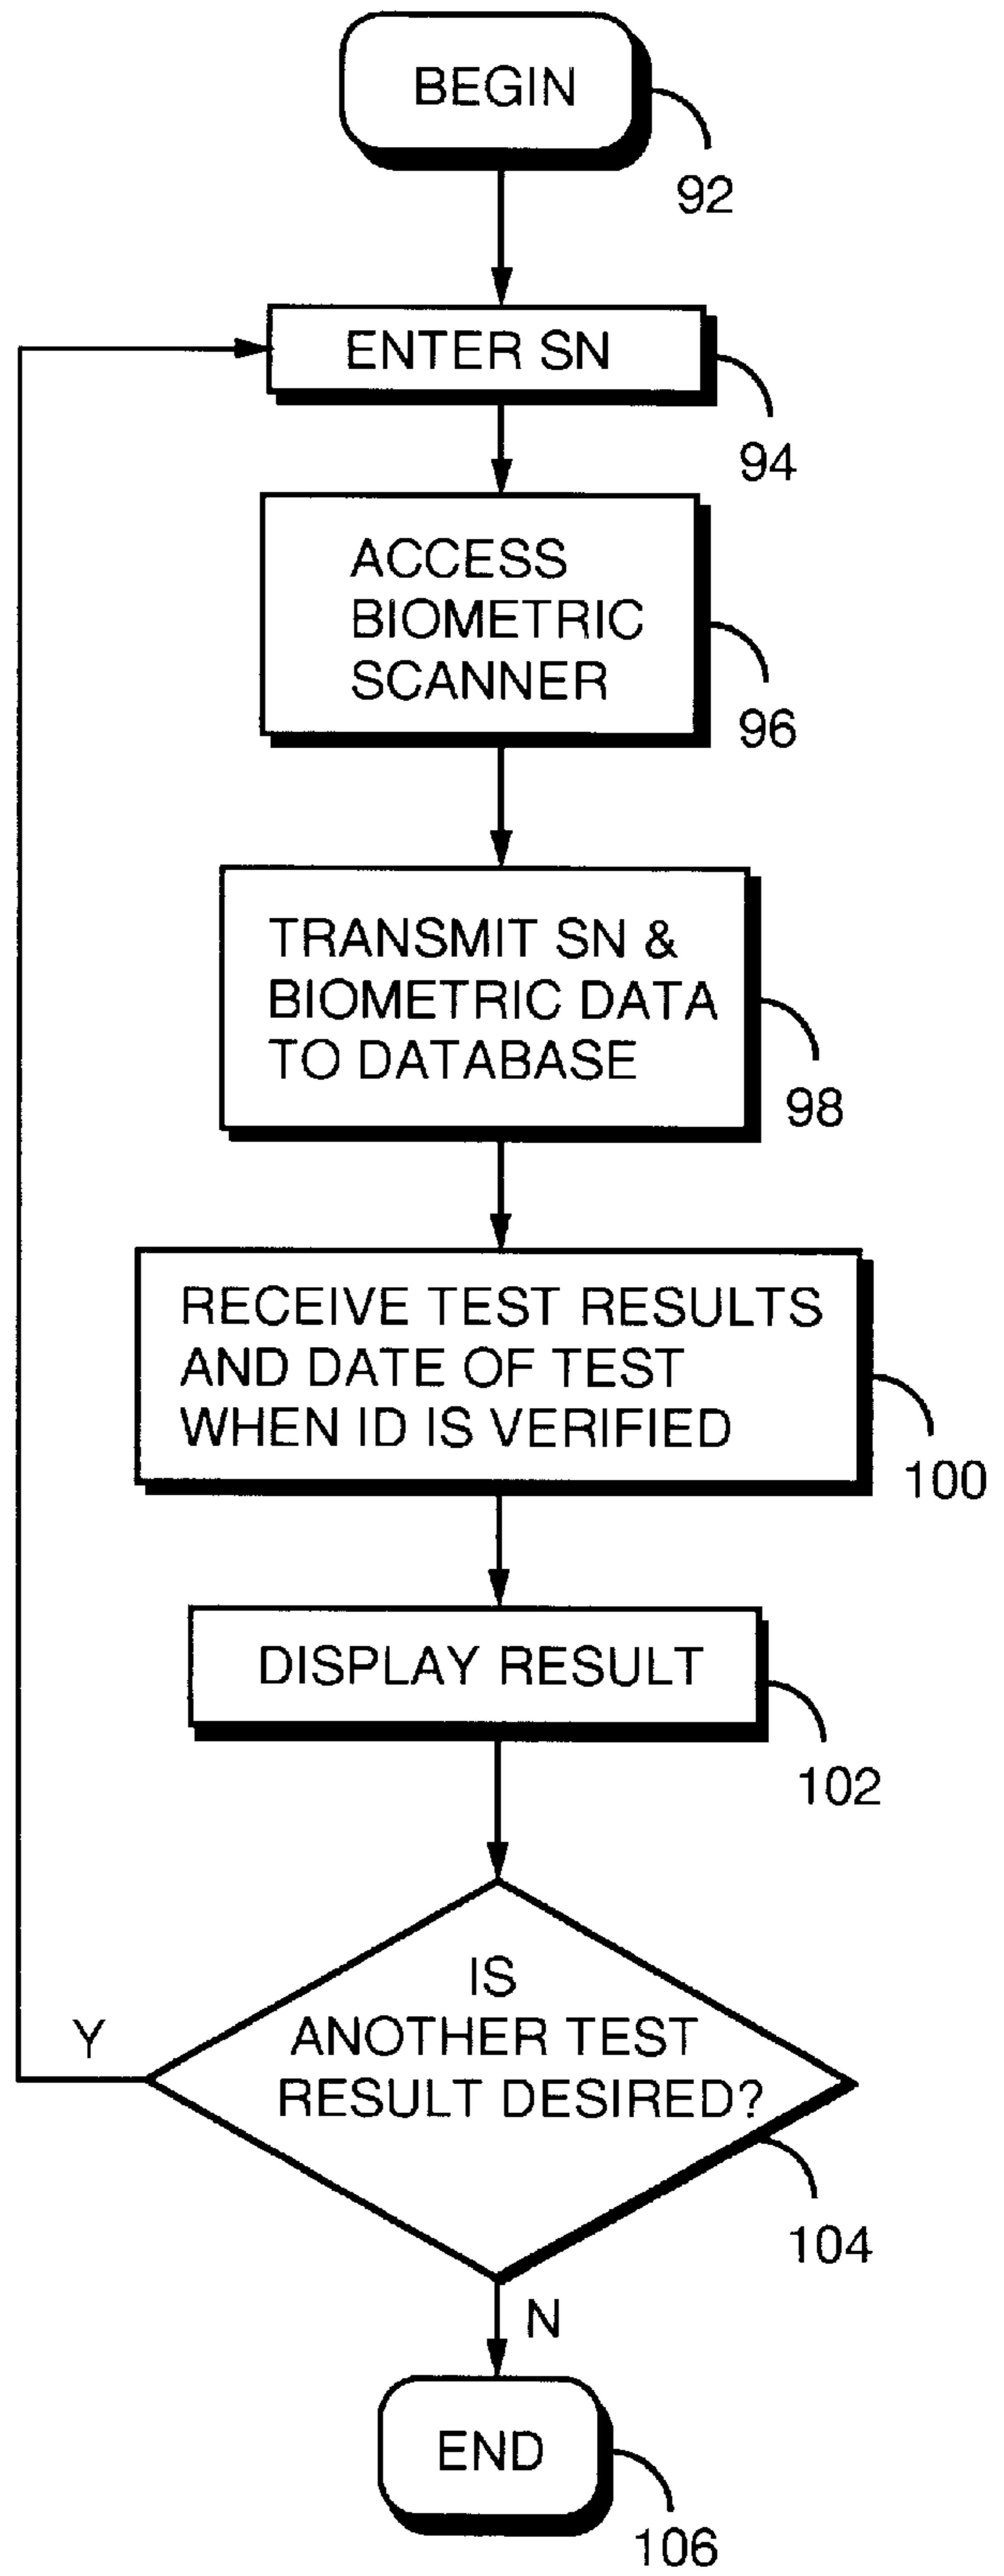 BEGIN
92
ENTER SN
94
ACCESS
BIOMETRIC
SCANNER
96
TRANSMIT SN &
BIOMETRIC DATA
TO DATABASE
98
RECEIVE TEST RESULTS
AND DATE OF TEST
WHEN ID IS VERIFIED
100
DISPLAY RESULT
102
IS
ANOTHER TEST
RESULT DESIRED?
Y
104
N
END
106